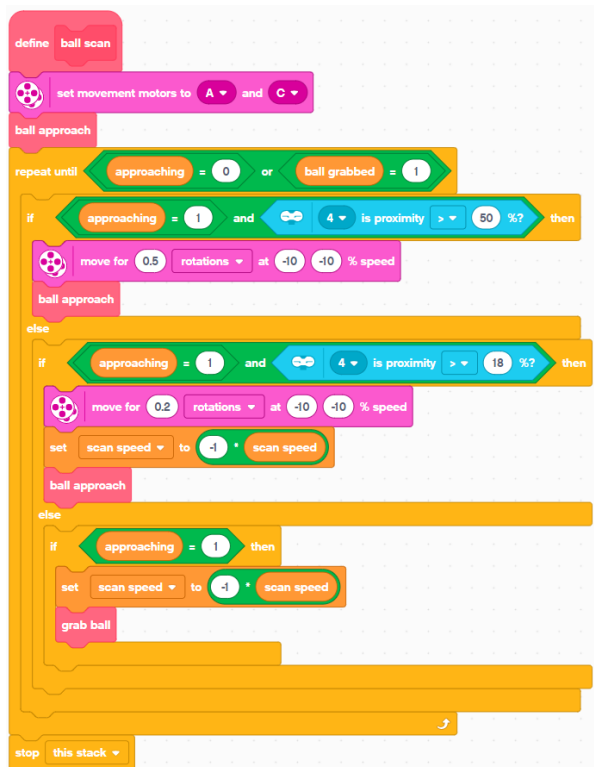 define ball scan
set movement motors to A and C
ball approach
repeat until approaching = 0 or ball grabbed = 1
if approaching = 1 and 4 is proximity > 50 %? then
move for 0.5 rotations at -10 -10 % speed
ball approach
else
if approaching = 1 and 4 is proximity > 18 %? then
move for 0.2 rotations at -10 -10 % speed
set scan speed to -1 * scan speed
ball approach
else
if approaching = 1 then
set scan speed to -1 * scan speed
grab ball
stop this stack